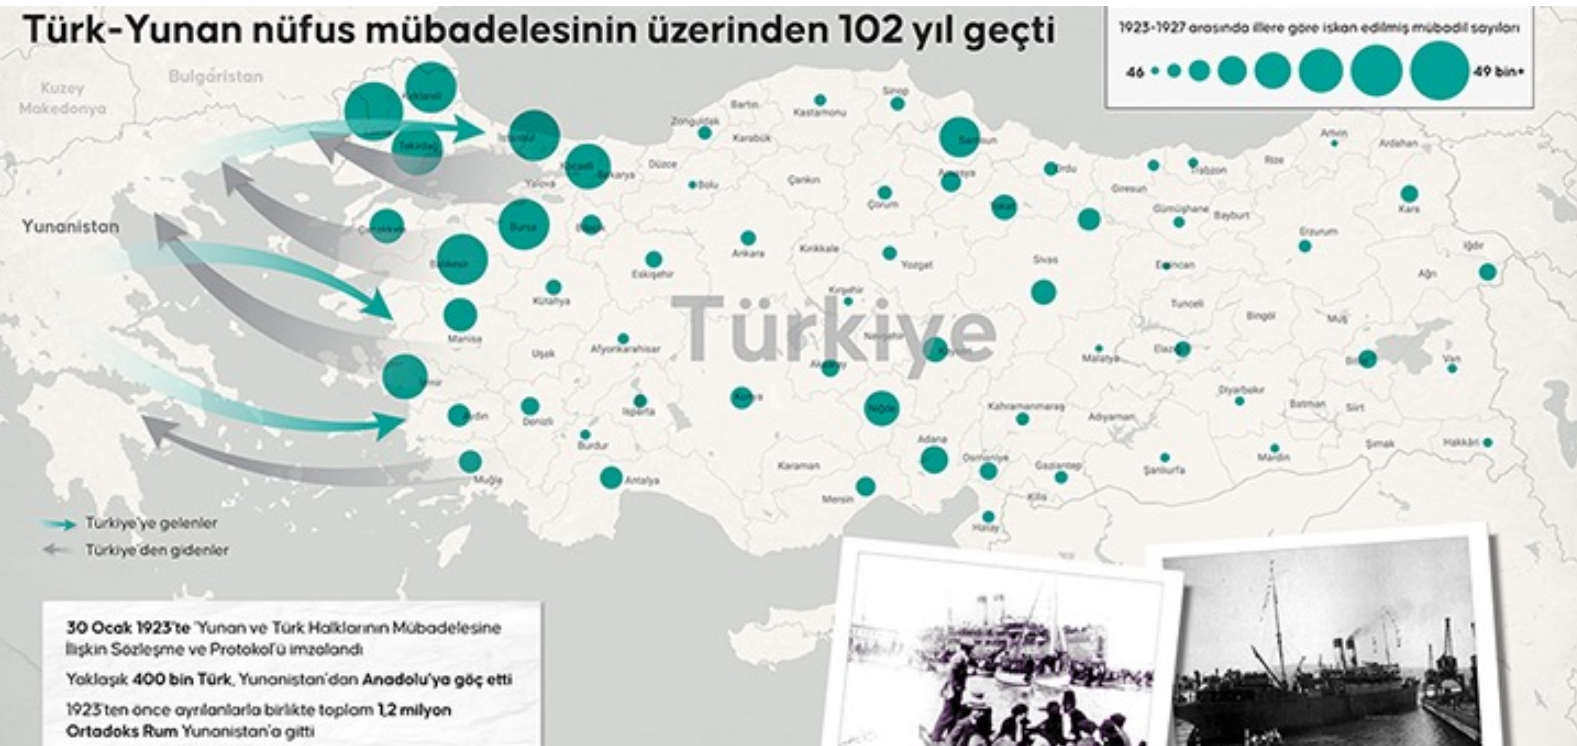 Türk-Yunan nüfus mübadelesinin üzerinden 102 yıl geçti
1923-1927 arasında illere göre iskan edilmiş mübadil sayıları
46
49 bin+
Kuzey
Makedonya
Bulgaristan
Yunanistan
Türkiye
Kırklareli
Tekirdağ
İstanbul
Kocaeli
Sakarya
Yalova
Düzce
Bolu
Zonguldak
Bartın
Karabük
Kastamonu
Sinop
Çankırı
Samsun
Amasya
Çorum
Tokat
Ordu
Giresun
Trabzon
Gümüşhane
Bayburt
Rize
Artvin
Ardahan
Kars
Erzurum
Iğdır
Ağrı
Çanakkale
Bursa
Bilecik
Balıkesir
Eskişehir
Kütahya
Ankara
Kırıkkale
Yozgat
Kırşehir
Sivas
Erzincan
Tunceli
Bingöl
Muş
Manisa
Uşak
Afyonkarahisar
Nevşehir
Aksaray
Kayseri
Malatya
Elazığ
Bitlis
Van
İzmir
Aydın
Denizli
Isparta
Burdur
Konya
Niğde
Kahramanmaraş
Adıyaman
Diyarbakır
Batman
Siirt
Şırnak
Hakkâri
Muğla
Antalya
Karaman
Mersin
Adana
Osmaniye
Gaziantep
Kilis
Hatay
Şanlıurfa
Mardin
Türkiye'ye gelenler
Türkiye'den gidenler
30 Ocak 1923'te 'Yunan ve Türk Halklarının Mübadelesine
İlişkin Sözleşme ve Protokol'ü imzalandı
Yaklaşık 400 bin Türk, Yunanistan'dan Anadolu'ya göç etti
1923'ten önce ayrılanlarla birlikte toplam 1,2 milyon
Ortadoks Rum Yunanistan'a gitti